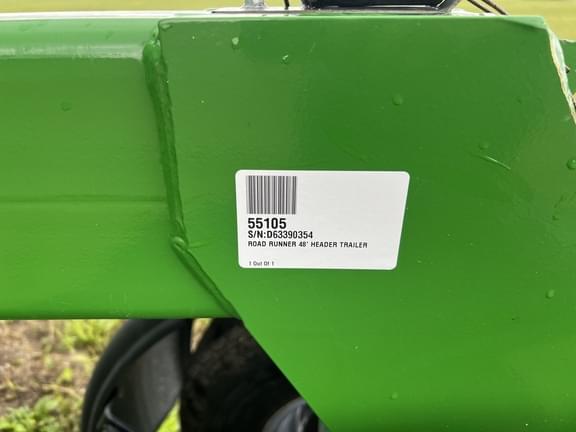 55105
S/N:D63390354
ROAD RUNNER 48' HEADER TRAILER
1 Out Of 1